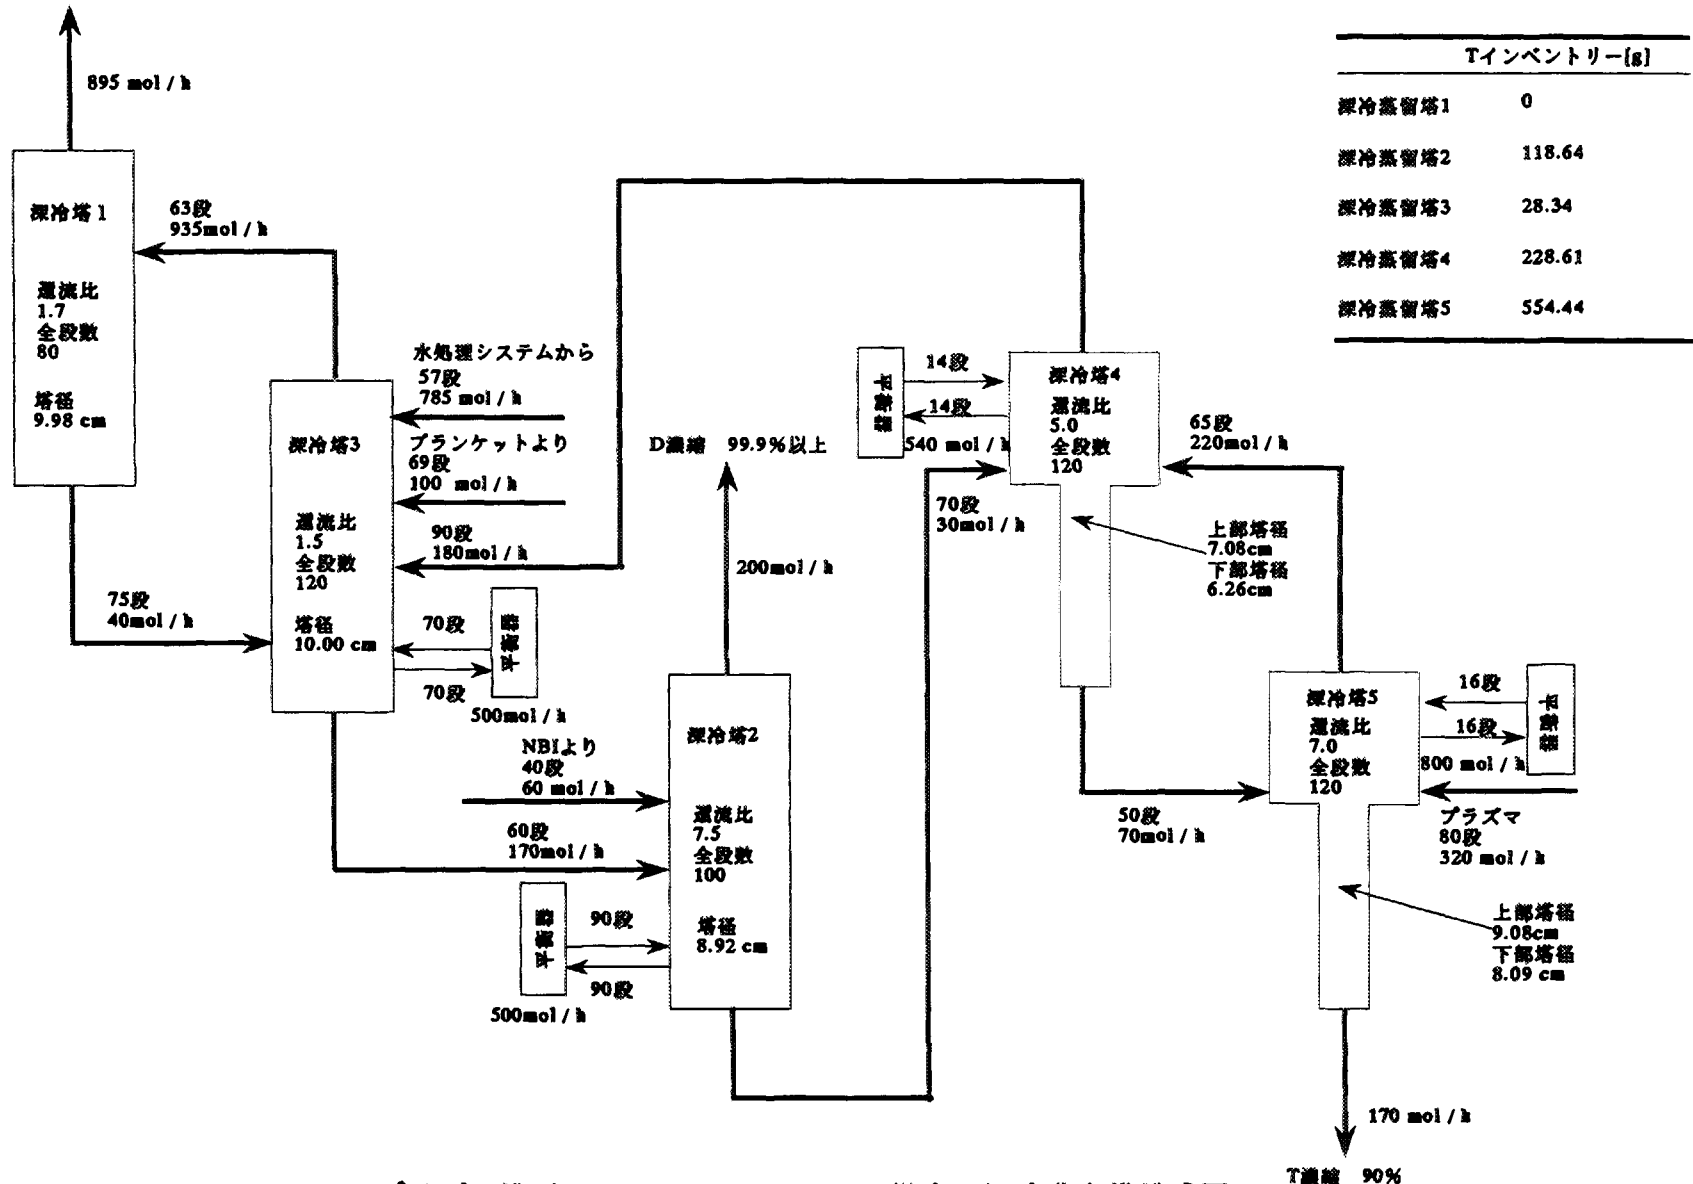 895 mol / h
Tインベントリー[g]
深冷蒸留塔1 0
深冷蒸留塔2 118.64
深冷蒸留塔3 28.34
深冷蒸留塔4 228.61
深冷蒸留塔5 554.44
深冷塔1
還流比
1.7
全段数
80
塔径
9.98 cm
63段
935mol / h
75段
40mol / h
深冷塔3
還流比
1.5
全段数
120
塔径
10.00 cm
水処理システムから
57段
785 mol / h
ブランケットより
69段
100 mol / h
90段
180mol / h
70段
70段
平衡器
500mol / h
NBIより
40段
60 mol / h
60段
170mol / h
平衡器
90段
90段
500mol / h
D濃縮 99.9%以上
200mol / h
深冷塔2
還流比
7.5
全段数
100
塔径
8.92 cm
平衡器
14段
14段
540 mol / h
70段
30mol / h
深冷塔4
還流比
5.0
全段数
120
65段
220mol / h
上部塔径
7.08cm
下部塔径
6.26cm
50段
70mol / h
深冷塔5
還流比
7.0
全段数
120
16段
16段
平衡器
800 mol / h
プラズマ
80段
320 mol / h
上部塔径
9.08cm
下部塔径
8.09 cm
170 mol / h
T濃縮 90%